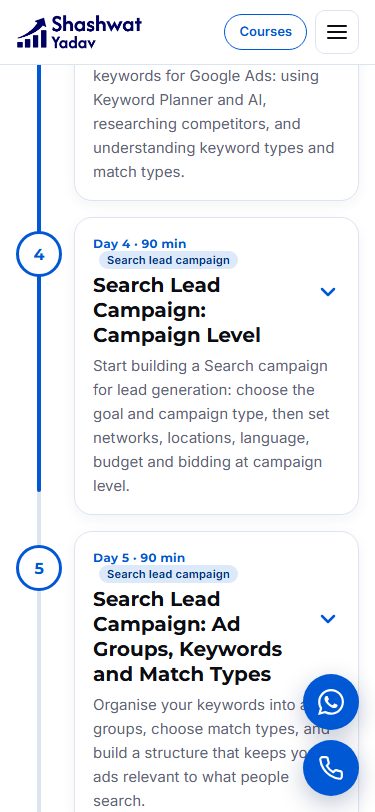 Shashwat
Yadav
Courses
keywords for Google Ads: using
Keyword Planner and AI,
researching competitors, and
understanding keyword types and
match types.
4
Day 4 · 90 min
Search lead campaign
Search Lead
Campaign:
Campaign Level
Start building a Search campaign
for lead generation: choose the
goal and campaign type, then set
networks, locations, language,
budget and bidding at campaign
level.
5
Day 5 · 90 min
Search lead campaign
Search Lead
Campaign: Ad
Groups, Keywords
and Match Types
Organise your keywords into
groups, choose match types, and
build a structure that keeps
ads relevant to what people
search.